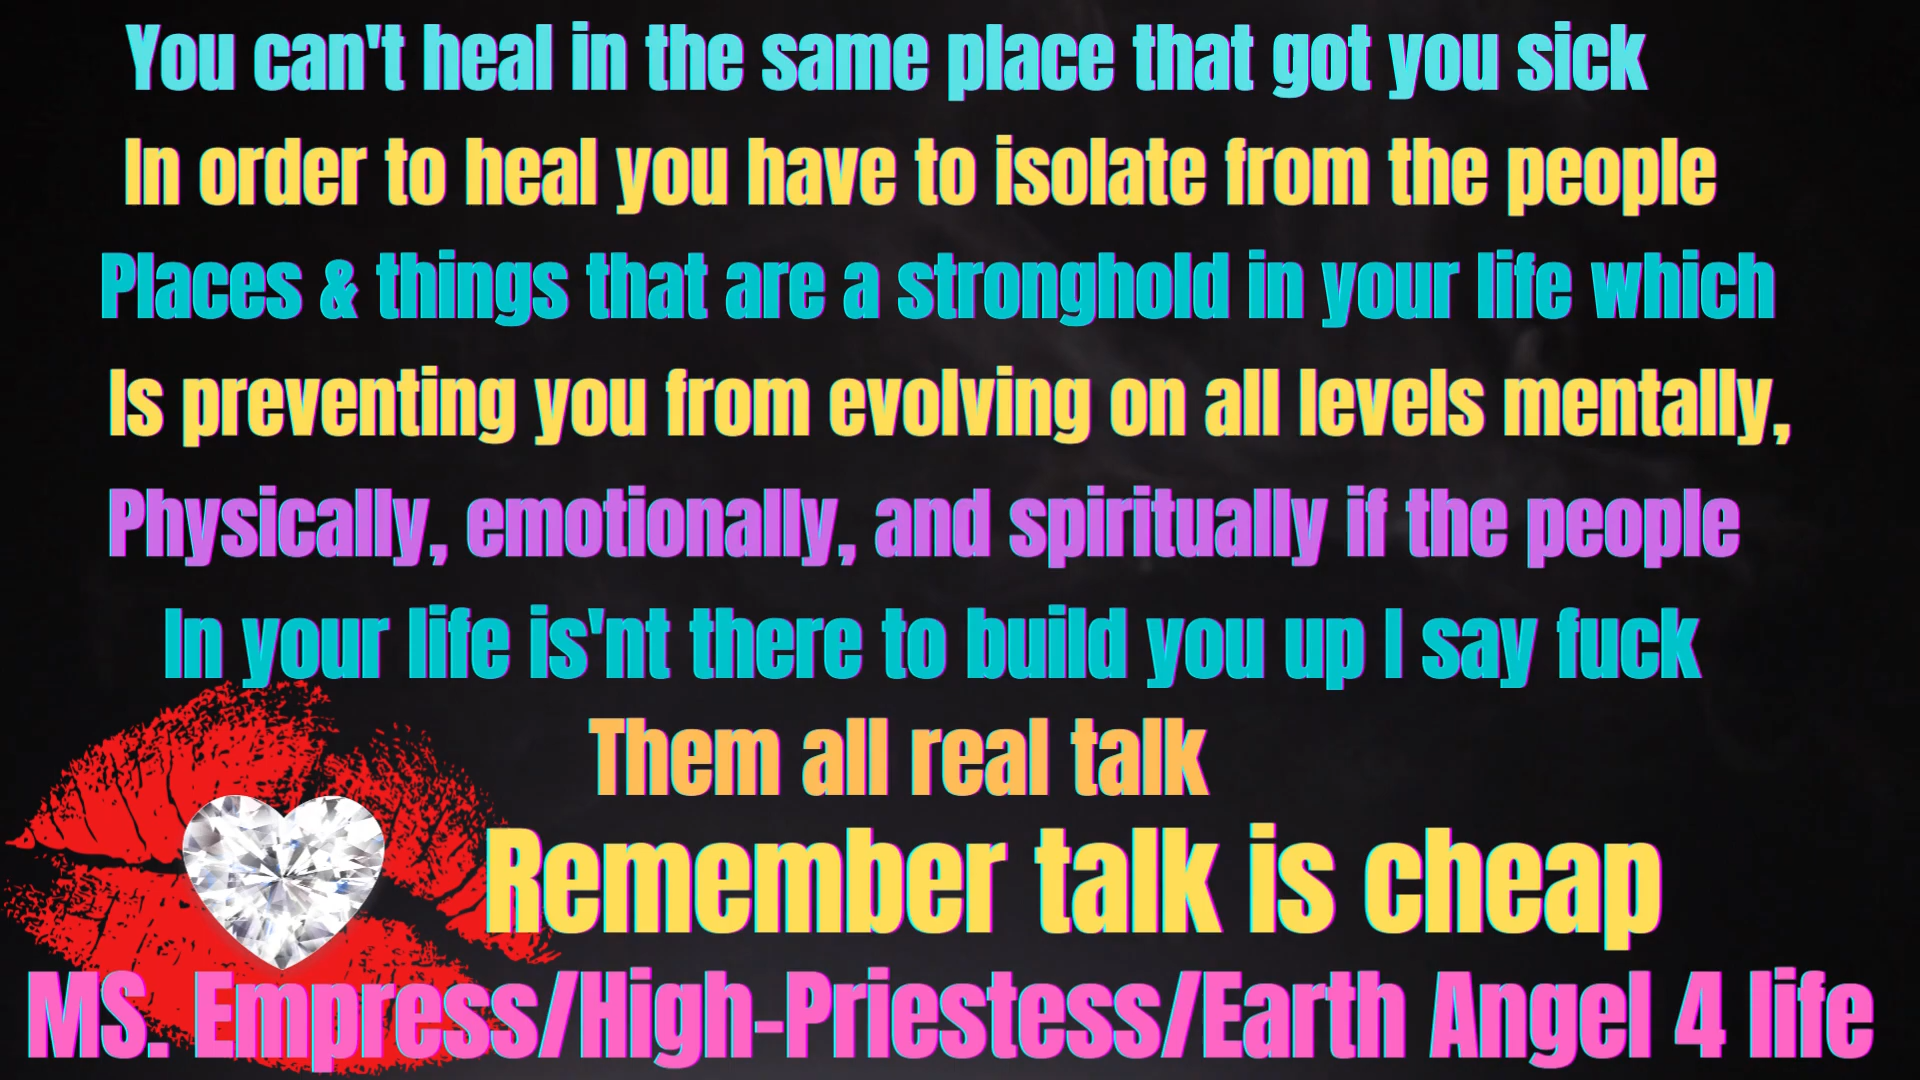 You can't heal in the same place that got you sick
In order to heal you have to isolate from the people
Places & things that are a stronghold in your life which
Is preventing you from evolving on all levels mentally,
Physically, emotionally, and spiritually if the people
In your life is'nt there to build you up I say fuck
Them all real talk
Remember talk is cheap
MS. Empress/High-Priestess/Earth Angel 4 life